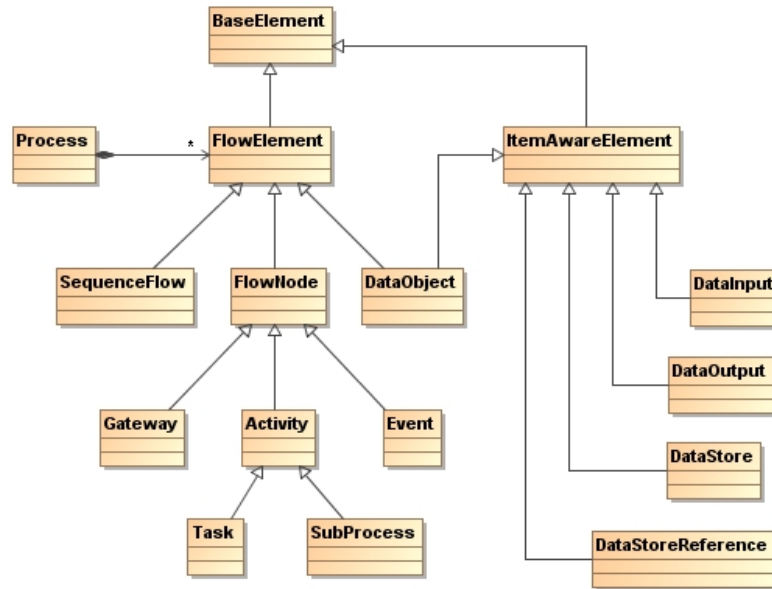 BaseElement
Process
*
FlowElement
ItemAwareElement
SequenceFlow
FlowNode
DataObject
DataInput
DataOutput
Gateway
Activity
Event
DataStore
Task
SubProcess
DataStoreReference